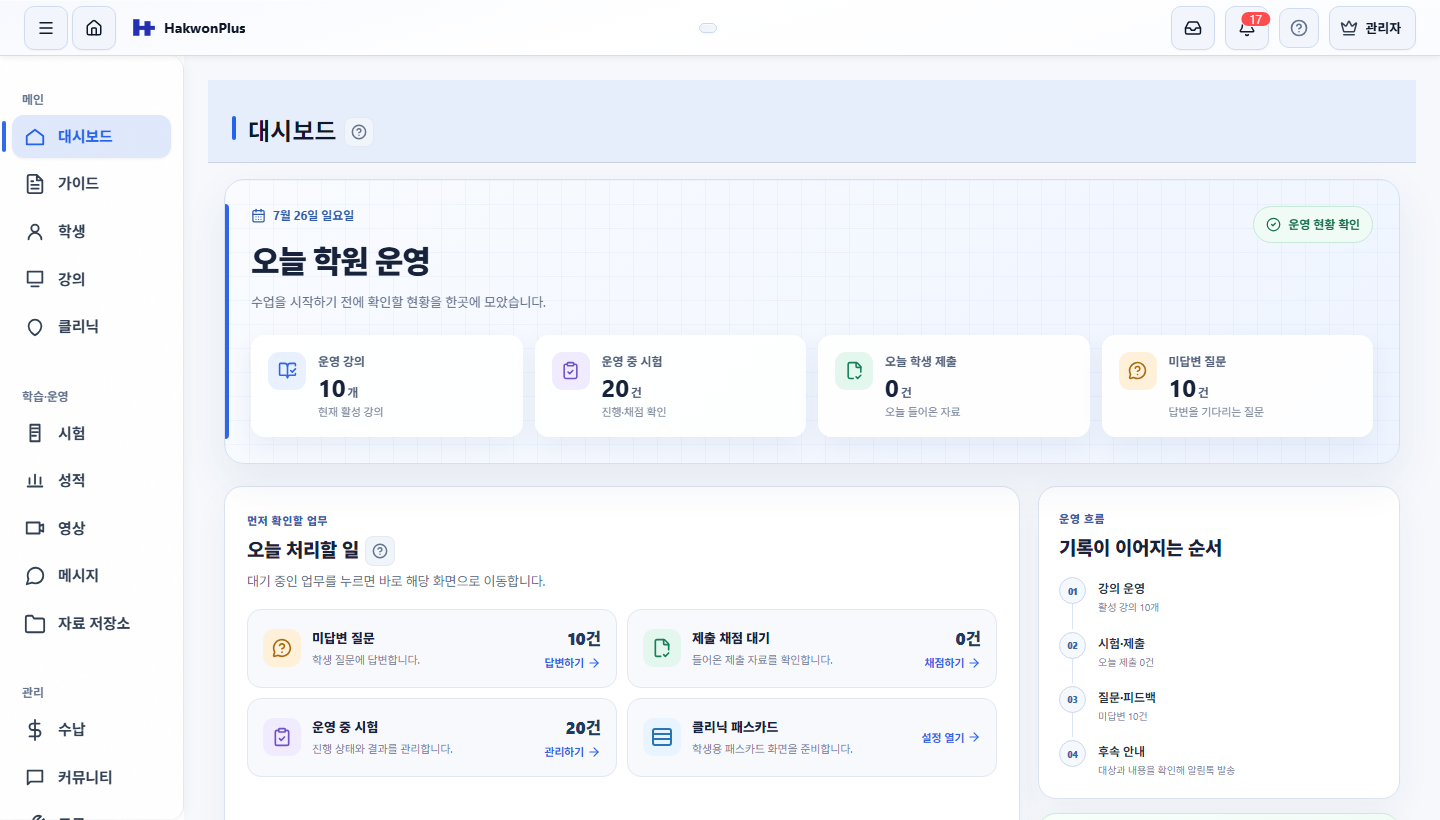 HakwonPlus
17
관리자
메인
대시보드
가이드
학생
강의
클리닉
학습·운영
시험
성적
영상
메시지
자료 저장소
관리
수납
커뮤니티
대시보드
7월 26일 일요일
운영 현황 확인
오늘 학원 운영
수업을 시작하기 전에 확인할 현황을 한곳에 모았습니다.
운영 강의
10개
현재 활성 강의
운영 중 시험
20건
진행·채점 확인
오늘 학생 제출
0건
오늘 들어온 자료
미답변 질문
10건
답변을 기다리는 질문
먼저 확인할 업무
오늘 처리할 일
대기 중인 업무를 누르면 바로 해당 화면으로 이동합니다.
미답변 질문
학생 질문에 답변합니다.
10건
답변하기 →
제출 채점 대기
들어온 제출 자료를 확인합니다.
0건
채점하기 →
운영 중 시험
진행 상태와 결과를 관리합니다.
20건
관리하기 →
클리닉 패스카드
학생용 패스카드 화면을 준비합니다.
설정 열기 →
운영 흐름
기록이 이어지는 순서
01
강의 운영
활성 강의 10개
02
시험·제출
오늘 제출 0건
03
질문·피드백
미답변 10건
04
후속 안내
대상과 내용을 확인해 알림톡 발송